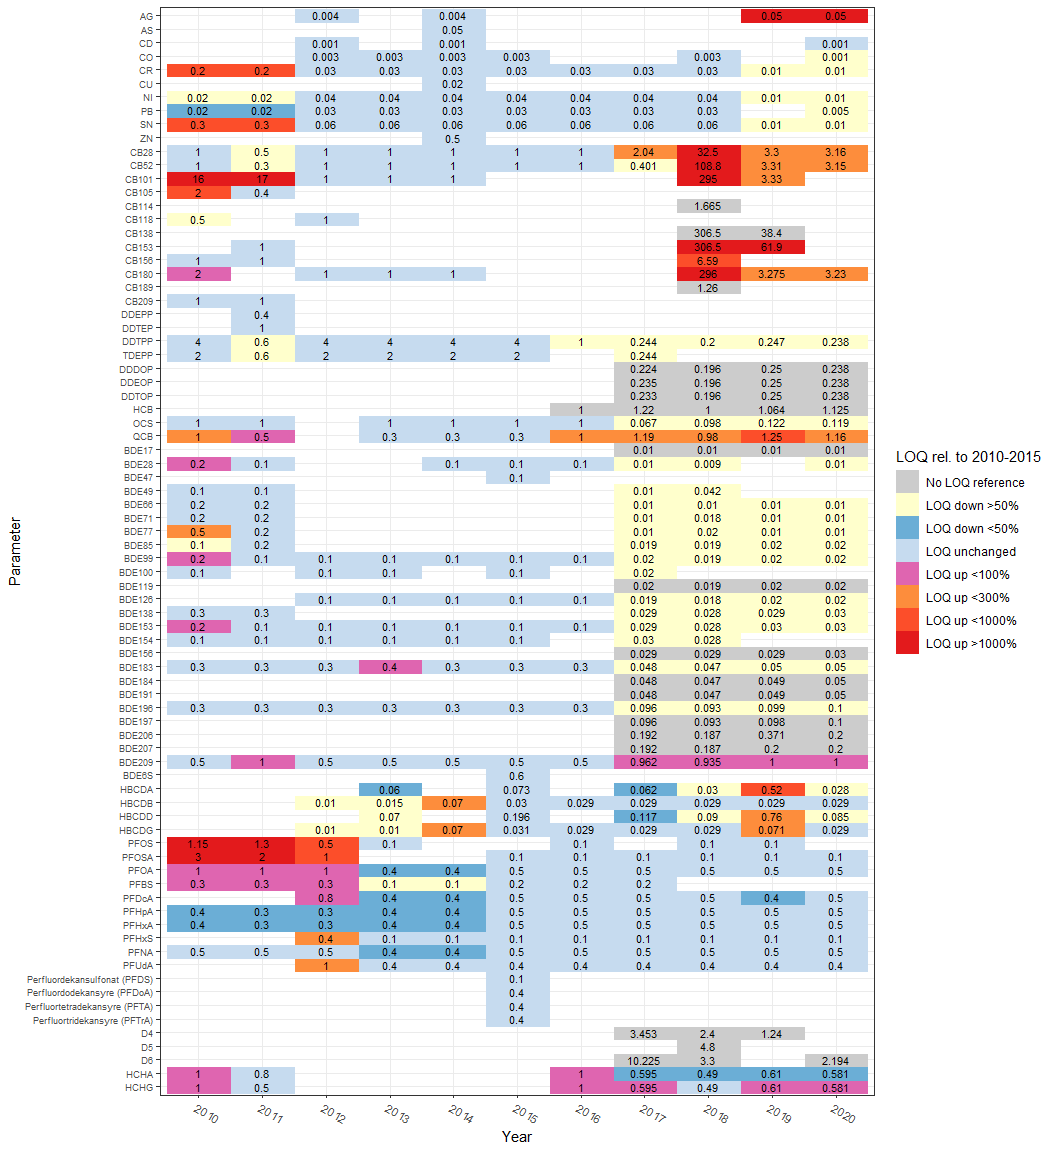 AG 0.004 0.004 0.05 0.05
AS 0.05
CD 0.001 0.001 0.001
CO 0.003 0.003 0.003 0.003 0.003 0.001
CR 0.2 0.2 0.03 0.03 0.03 0.03 0.03 0.03 0.03 0.01 0.01
CU 0.02
NI 0.02 0.02 0.04 0.04 0.04 0.04 0.04 0.04 0.04 0.01 0.01
PB 0.02 0.02 0.03 0.03 0.03 0.03 0.03 0.03 0.03 0.005
SN 0.3 0.3 0.06 0.06 0.06 0.06 0.06 0.06 0.06 0.01 0.01
ZN 0.5
CB28 1 0.5 1 1 1 1 1 2.04 32.5 3.3 3.16
CB52 1 0.3 1 1 1 1 1 0.401 108.8 3.31 3.15
CB101 16 17 1 1 1 295 3.33
CB105 2 0.4
CB114 1.665
CB118 0.5 1
CB138 306.5 38.4
CB153 1 306.5 61.9
CB156 1 1 6.59
CB180 2 1 1 1 296 3.275 3.23
CB189 1.26
CB209 1 1
DDEPP 0.4
DDTEP 1
DDTPP 4 0.6 4 4 4 4 1 0.244 0.2 0.247 0.238
TDEPP 2 0.6 2 2 2 2 0.244
DDDOP 0.224 0.196 0.25 0.238
DDEOP 0.235 0.196 0.25 0.238
DDTOP 0.233 0.196 0.25 0.238
HCB 1 1.22 1 1.064 1.125
OCS 1 1 1 1 1 1 0.067 0.098 0.122 0.119
QCB 1 0.5 0.3 0.3 0.3 1 1.19 0.98 1.25 1.16
BDE17 0.01 0.01 0.01 0.01
BDE28 0.2 0.1 0.1 0.1 0.1 0.01 0.009 0.01
BDE47 0.1
BDE49 0.1 0.1 0.01 0.042
BDE66 0.2 0.2 0.01 0.01 0.01 0.01
BDE71 0.2 0.2 0.01 0.018 0.01 0.01
BDE77 0.5 0.2 0.01 0.02 0.01 0.01
BDE85 0.1 0.2 0.019 0.019 0.02 0.02
BDE99 0.2 0.1 0.1 0.1 0.1 0.1 0.1 0.02 0.019 0.02 0.02
BDE100 0.1 0.1 0.1 0.1 0.02
BDE119 0.02 0.019 0.02 0.02
BDE126 0.1 0.1 0.1 0.1 0.1 0.019 0.018 0.02 0.02
BDE138 0.3 0.3 0.029 0.028 0.029 0.03
BDE153 0.2 0.1 0.1 0.1 0.1 0.1 0.1 0.029 0.028 0.03 0.03
BDE154 0.1 0.1 0.1 0.1 0.1 0.1 0.03 0.028
BDE156 0.029 0.029 0.029 0.03
BDE183 0.3 0.3 0.3 0.4 0.3 0.3 0.3 0.048 0.047 0.05 0.05
BDE184 0.048 0.047 0.049 0.05
BDE191 0.048 0.047 0.049 0.05
BDE196 0.3 0.3 0.3 0.3 0.3 0.3 0.3 0.096 0.093 0.099 0.1
BDE197 0.096 0.093 0.098 0.1
BDE206 0.192 0.187 0.371 0.2
BDE207 0.192 0.187 0.2 0.2
BDE209 0.5 1 0.5 0.5 0.5 0.5 0.5 0.962 0.935 1 1
BDE6S 0.6
HBCDA 0.06 0.073 0.062 0.03 0.52 0.028
HBCDB 0.01 0.015 0.07 0.03 0.029 0.029 0.029 0.029 0.029
HBCDD 0.07 0.196 0.117 0.09 0.76 0.085
HBCDG 0.01 0.01 0.07 0.031 0.029 0.029 0.029 0.071 0.029
PFOS 1.15 1.3 0.5 0.1 0.1 0.1 0.1
PFOSA 3 2 1 0.1 0.1 0.1 0.1 0.1 0.1
PFOA 1 1 1 0.4 0.4 0.5 0.5 0.5 0.5 0.5 0.5
PFBS 0.3 0.3 0.3 0.1 0.1 0.2 0.2 0.2
PFDcA 0.8 0.4 0.4 0.5 0.5 0.5 0.5 0.4 0.5
PFHpA 0.4 0.3 0.3 0.4 0.4 0.5 0.5 0.5 0.5 0.5 0.5
PFHxA 0.4 0.3 0.3 0.4 0.4 0.5 0.5 0.5 0.5 0.5 0.5
PFHxS 0.4 0.1 0.1 0.1 0.1 0.1 0.1 0.1 0.1
PFNA 0.5 0.5 0.5 0.4 0.4 0.5 0.5 0.5 0.5 0.5 0.5
PFUdA 1 0.4 0.4 0.4 0.4 0.4 0.4 0.4 0.4
Perfluordekansulfonat (PFDS) 0.1
Perfluordodekansyre (PFDoA) 0.4
Perfluortetradekansyre (PFTA) 0.4
Perfluortridekansyre (PFTrA) 0.4
D4 3.453 2.4 1.24
D5 4.8
D6 10.225 3.3 2.194
HCHA 1 0.8 1 0.595 0.49 0.61 0.581
HCHG 1 0.5 1 0.595 0.49 0.61 0.581
2010 2011 2012 2013 2014 2015 2016 2017 2018 2019 2020
Year
Parameter
LOQ rel. to 2010-2015
No LOQ reference
LOQ down >50%
LOQ down <50%
LOQ unchanged
LOQ up <100%
LOQ up <300%
LOQ up <1000%
LOQ up >1000%